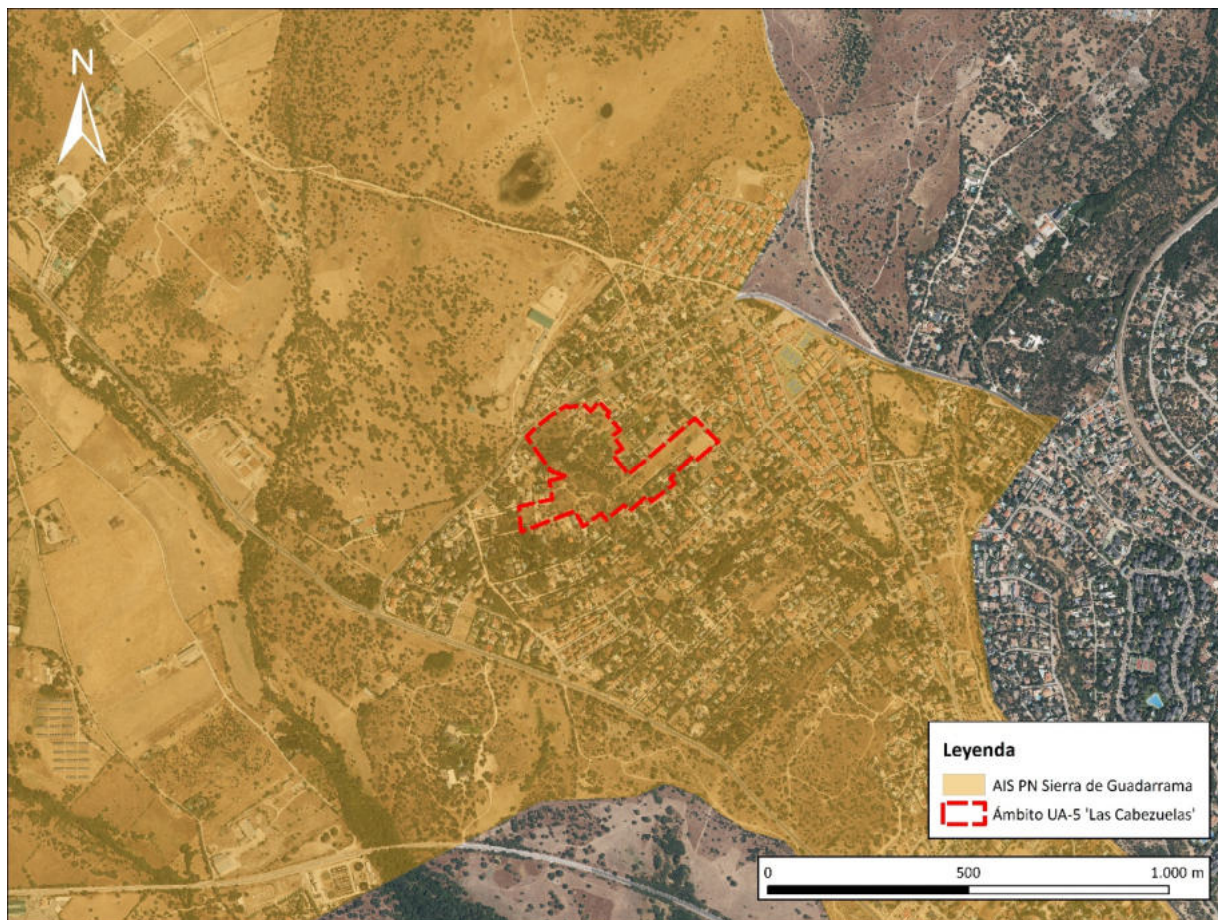 N
Leyenda
AIS PN Sierra de Guadarrama
Ámbito UA-5 'Las Cabezuelas'
0 500 1.000 m